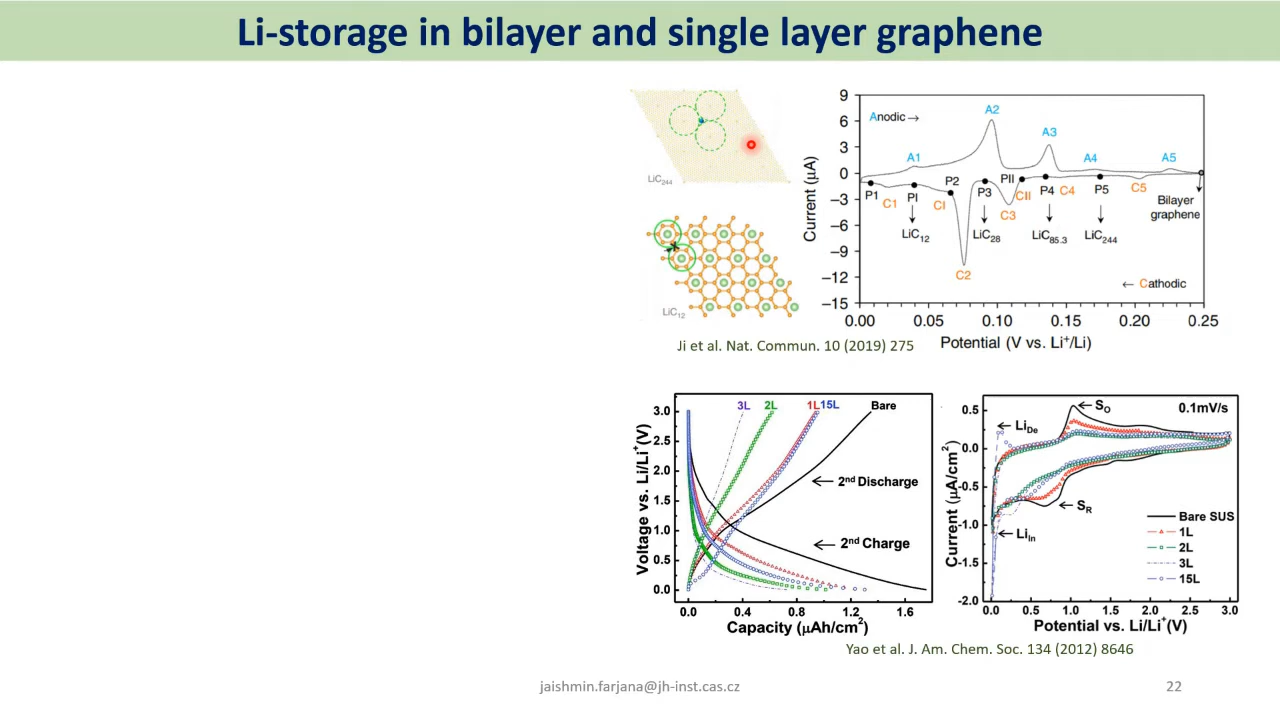 Li-storage in bilayer and single layer graphene
LiC244
LiC12
9
6
3
0
−3
−6
−9
−12
−15
Current (µA)
Anodic →
A1
A2
A3
A4
A5
P1
C1
PI
CI
P2
C2
P3
PII
C3
CII
P4
C4
P5
C5
LiC12
LiC28
LiC85.3
LiC244
Bilayer
graphene
← Cathodic
0.00
0.05
0.10
0.15
0.20
0.25
Potential (V vs. Li+/Li)
Ji et al. Nat. Commun. 10 (2019) 275
Voltage vs. Li/Li+(V)
3.0
2.5
2.0
1.5
1.0
0.5
0.0
3L
2L
1L
15L
Bare
← 2nd Discharge
← 2nd Charge
0.0
0.4
0.8
1.2
1.6
Capacity (µAh/cm2)
Current (µA/cm2)
0.5
0.0
-0.5
-1.0
-1.5
-2.0
← LiDe
← SO
0.1mV/s
← SR
← LiIn
Bare SUS
1L
2L
3L
15L
0.0
0.5
1.0
1.5
2.0
2.5
3.0
Potential vs. Li/Li+(V)
Yao et al. J. Am. Chem. Soc. 134 (2012) 8646
jaishmin.farjana@jh-inst.cas.cz
22